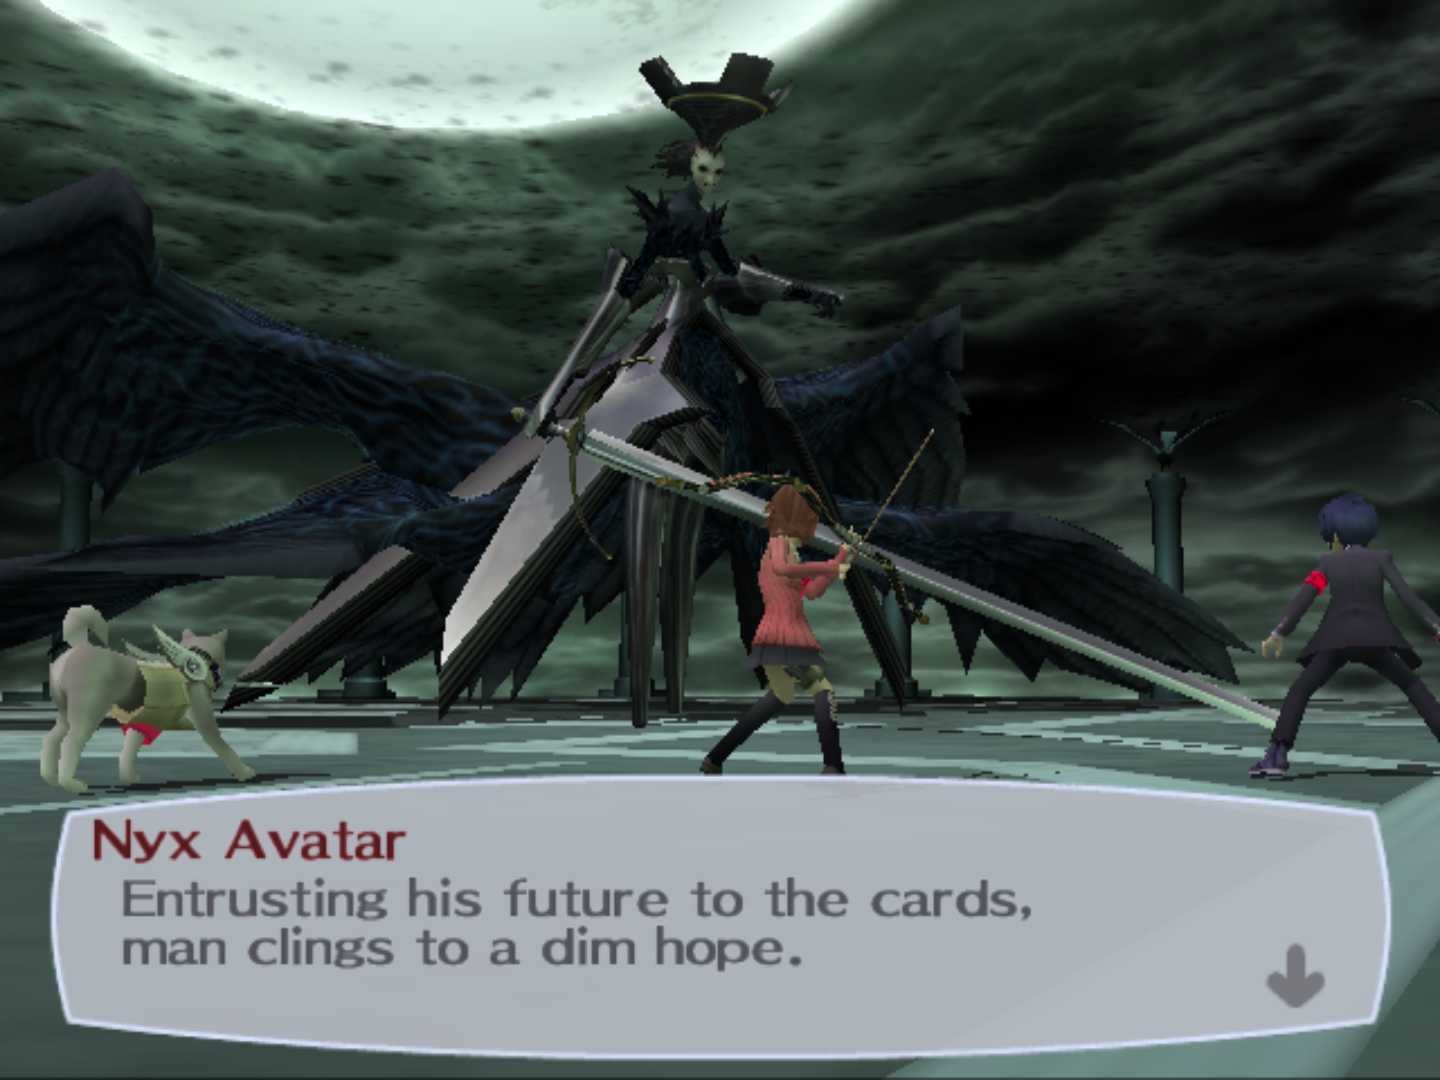 Nyx Avatar
Entrusting his future to the cards,
man clings to a dim hope.